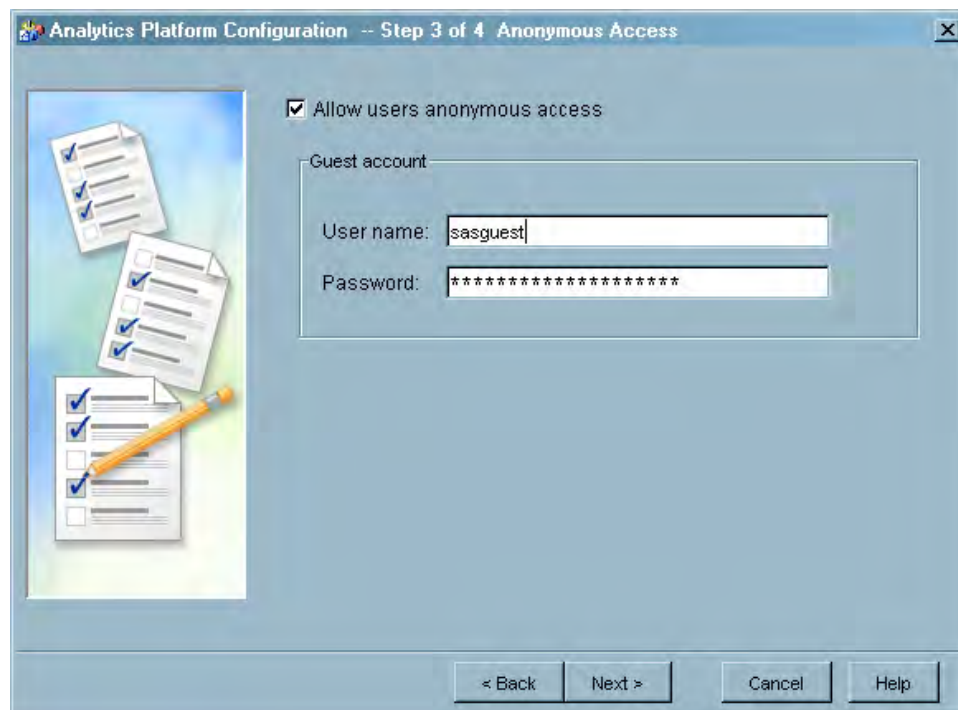 Analytics Platform Configuration -- Step 3 of 4 Anonymous Access
Allow users anonymous access
Guest account
User name: sasguest
Password: ********************
< Back Next > Cancel Help